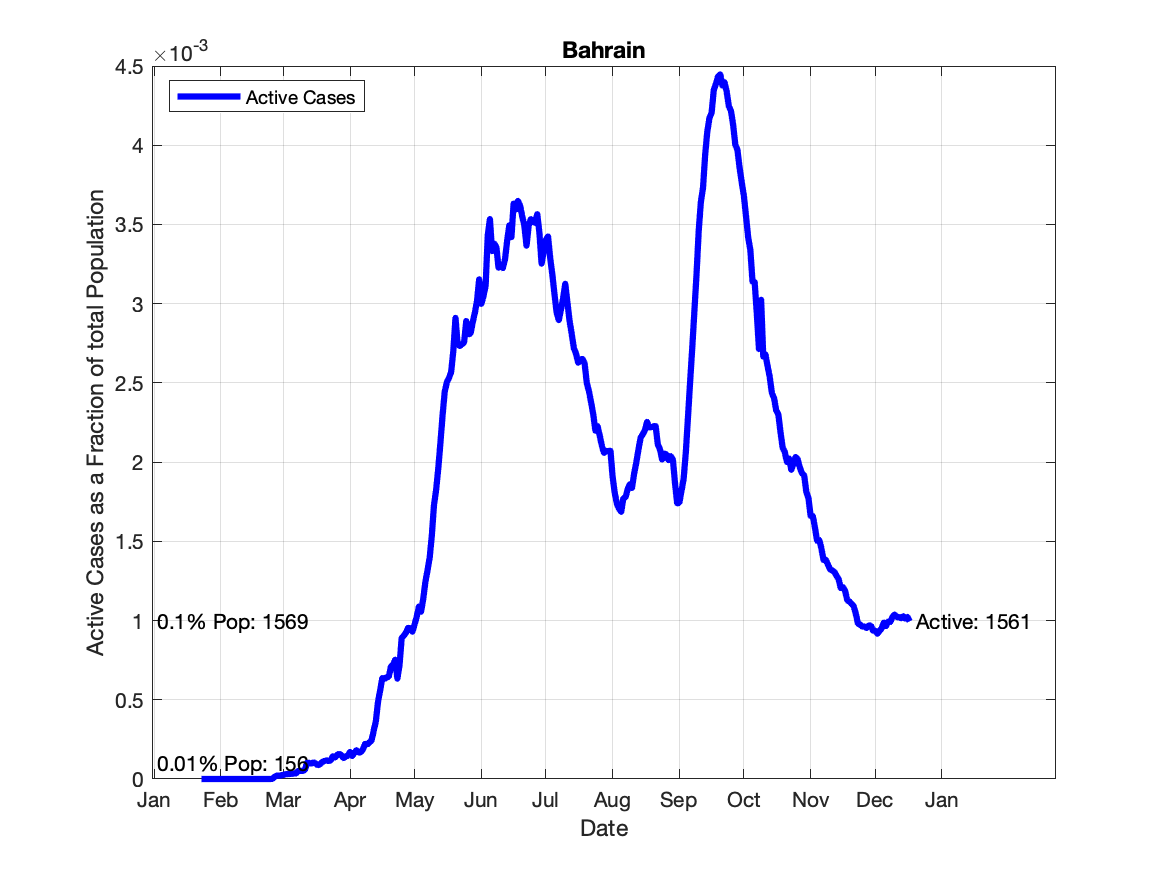 Bahrain
×10-3
Active Cases
4.5
4
3.5
3
2.5
2
1.5
1
0.5
0
Active Cases as a Fraction of total Population
0.1% Pop: 1569
0.01% Pop: 156
Active: 1561
Jan Feb Mar Apr May Jun Jul Aug Sep Oct Nov Dec Jan
Date